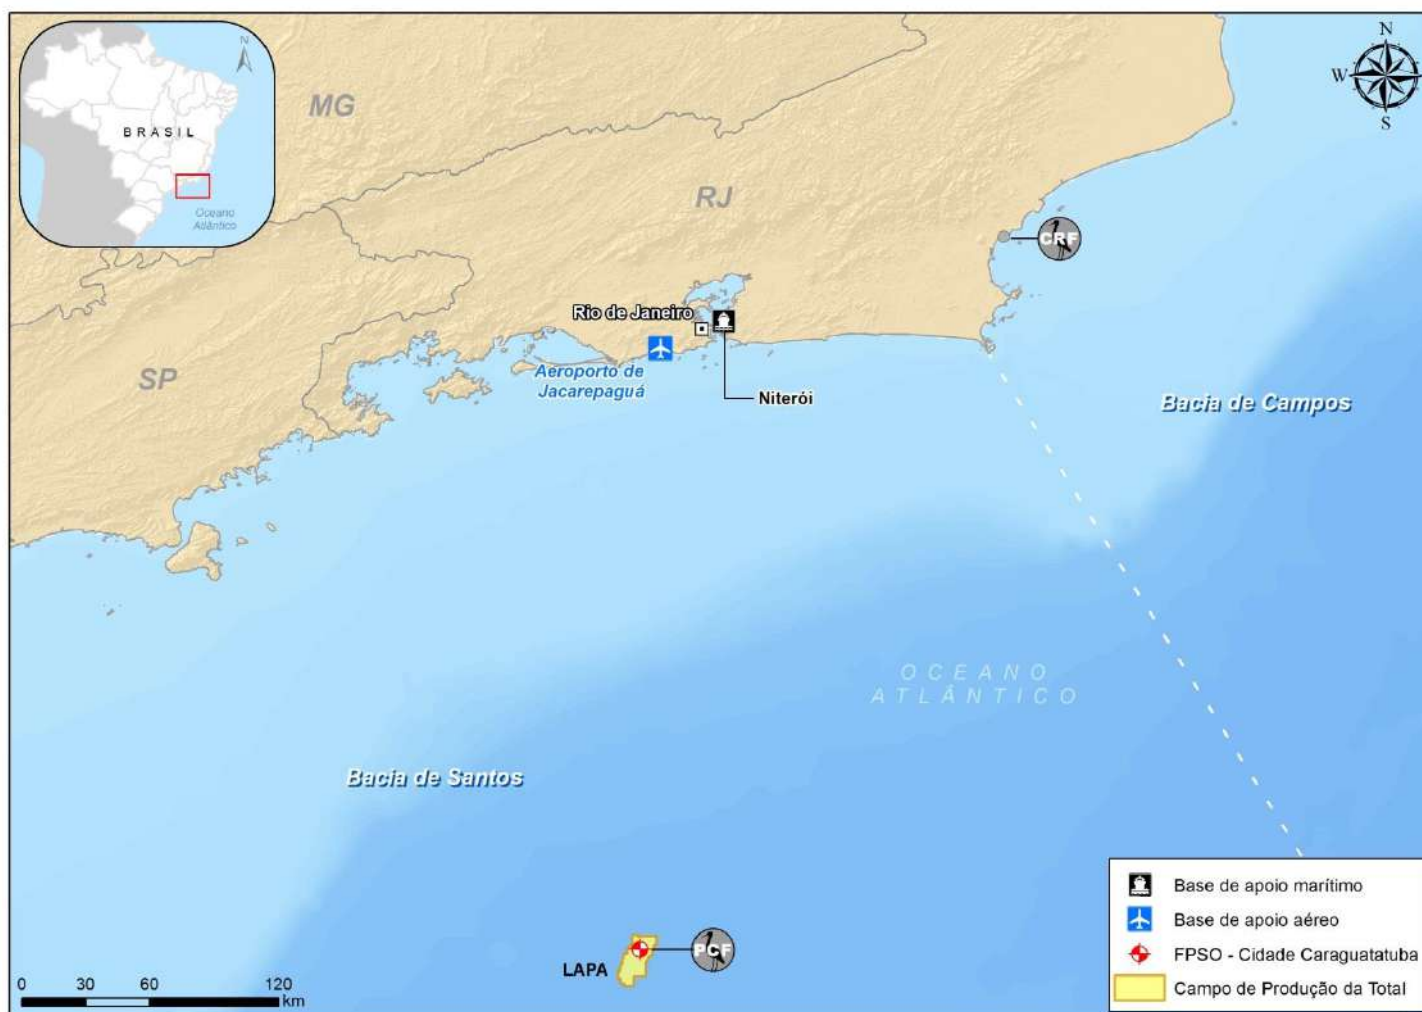 N
BRASIL
Oceano
Atlântico
MG
N
W
S
RJ
CRF
Rio de Janeiro
SP
Aeroporto de
Jacarepaguá
Niterói
Bacia de Campos
OCEANO
ATLÂNTICO
Bacia de Santos
LAPA
PCF
0 30 60 120
km
Base de apoio marítimo
Base de apoio aéreo
FPSO - Cidade Caraguatatuba
Campo de Produção da Total